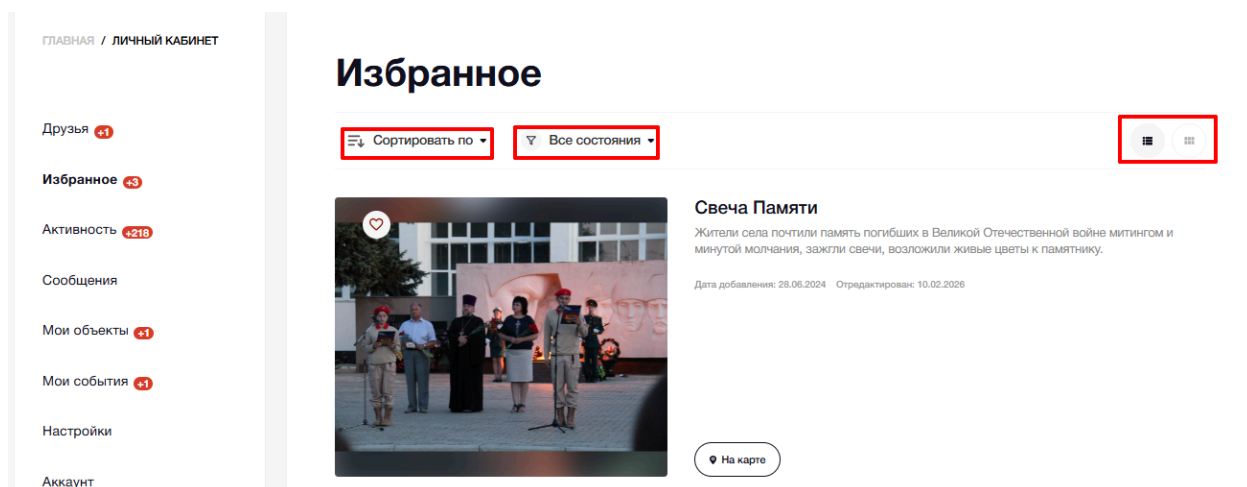 ГЛАВНАЯ / ЛИЧНЫЙ КАБИНЕТ
Избранное
Друзья +1
Избранное +3
Активность +218
Сообщения
Мои объекты +1
Мои события +1
Настройки
Аккаунт
Сортировать по
Все состояния
Свеча Памяти
Жители села почтили память погибших в Великой Отечественной войне митингом и
минутой молчания, зажгли свечи, возложили живые цветы к памятнику.
Дата добавления: 28.06.2024 Отредактирован: 10.02.2026
На карте